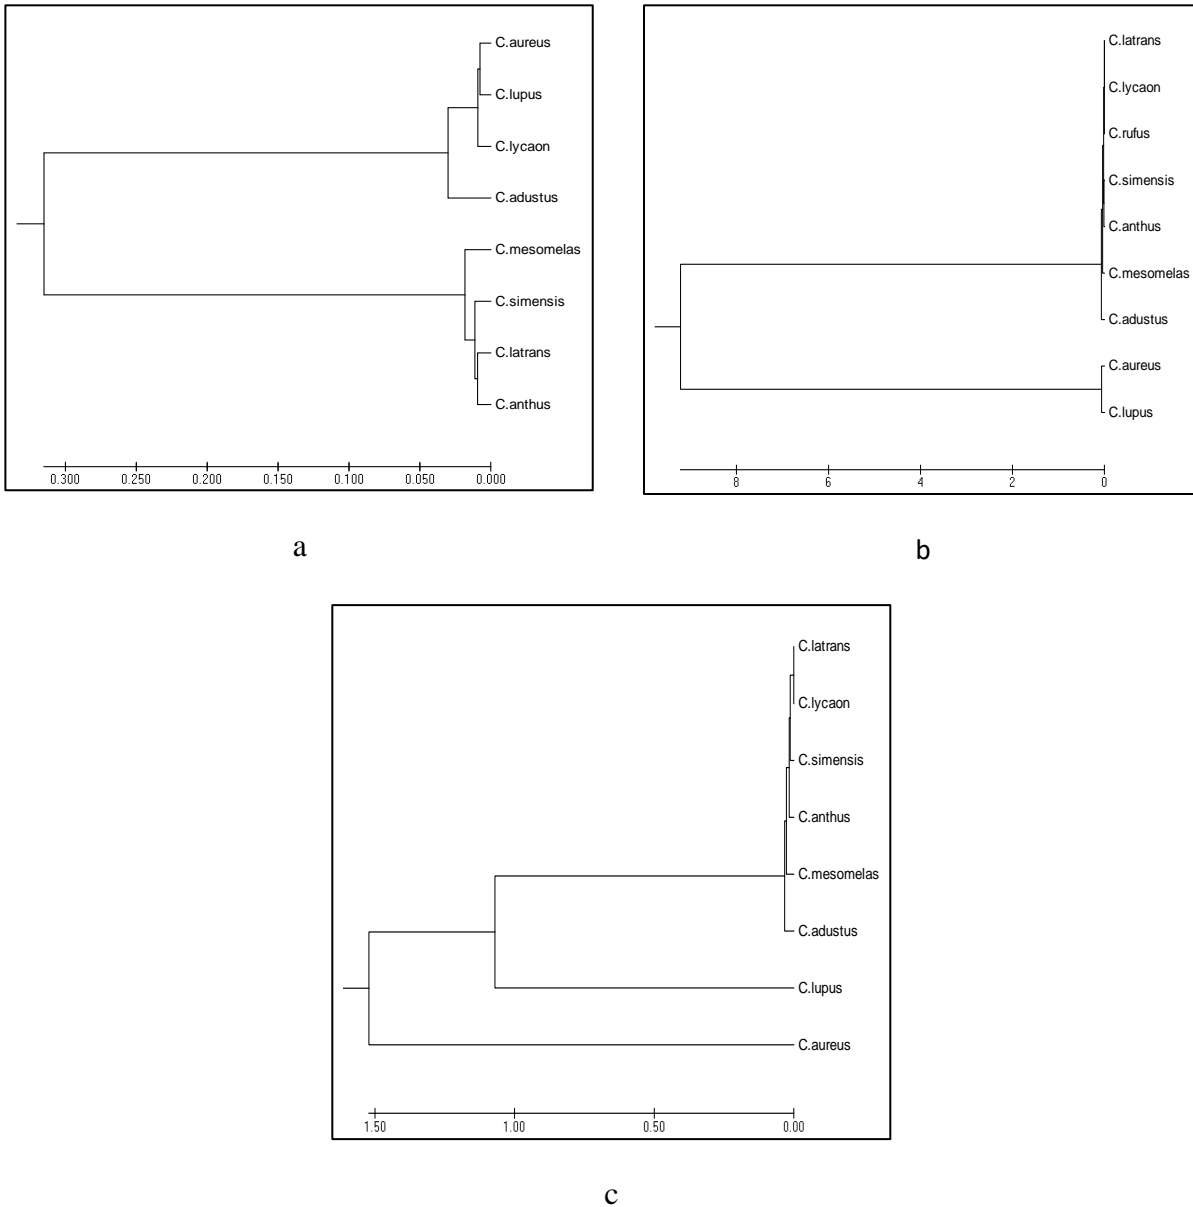 C.aureus
C.lupus
C.lycaon
C.adustus
C.mesomelas
C.simensis
C.latrans
C.anthus
0.300 0.250 0.200 0.150 0.100 0.050 0.000
a
C.latrans
C.lycaon
C.rufus
C.simensis
C.anthus
C.mesomelas
C.adustus
C.aureus
C.lupus
8 6 4 2 0
b
C.latrans
C.lycaon
C.simensis
C.anthus
C.mesomelas
C.adustus
C.lupus
C.aureus
1.50 1.00 0.50 0.00
c